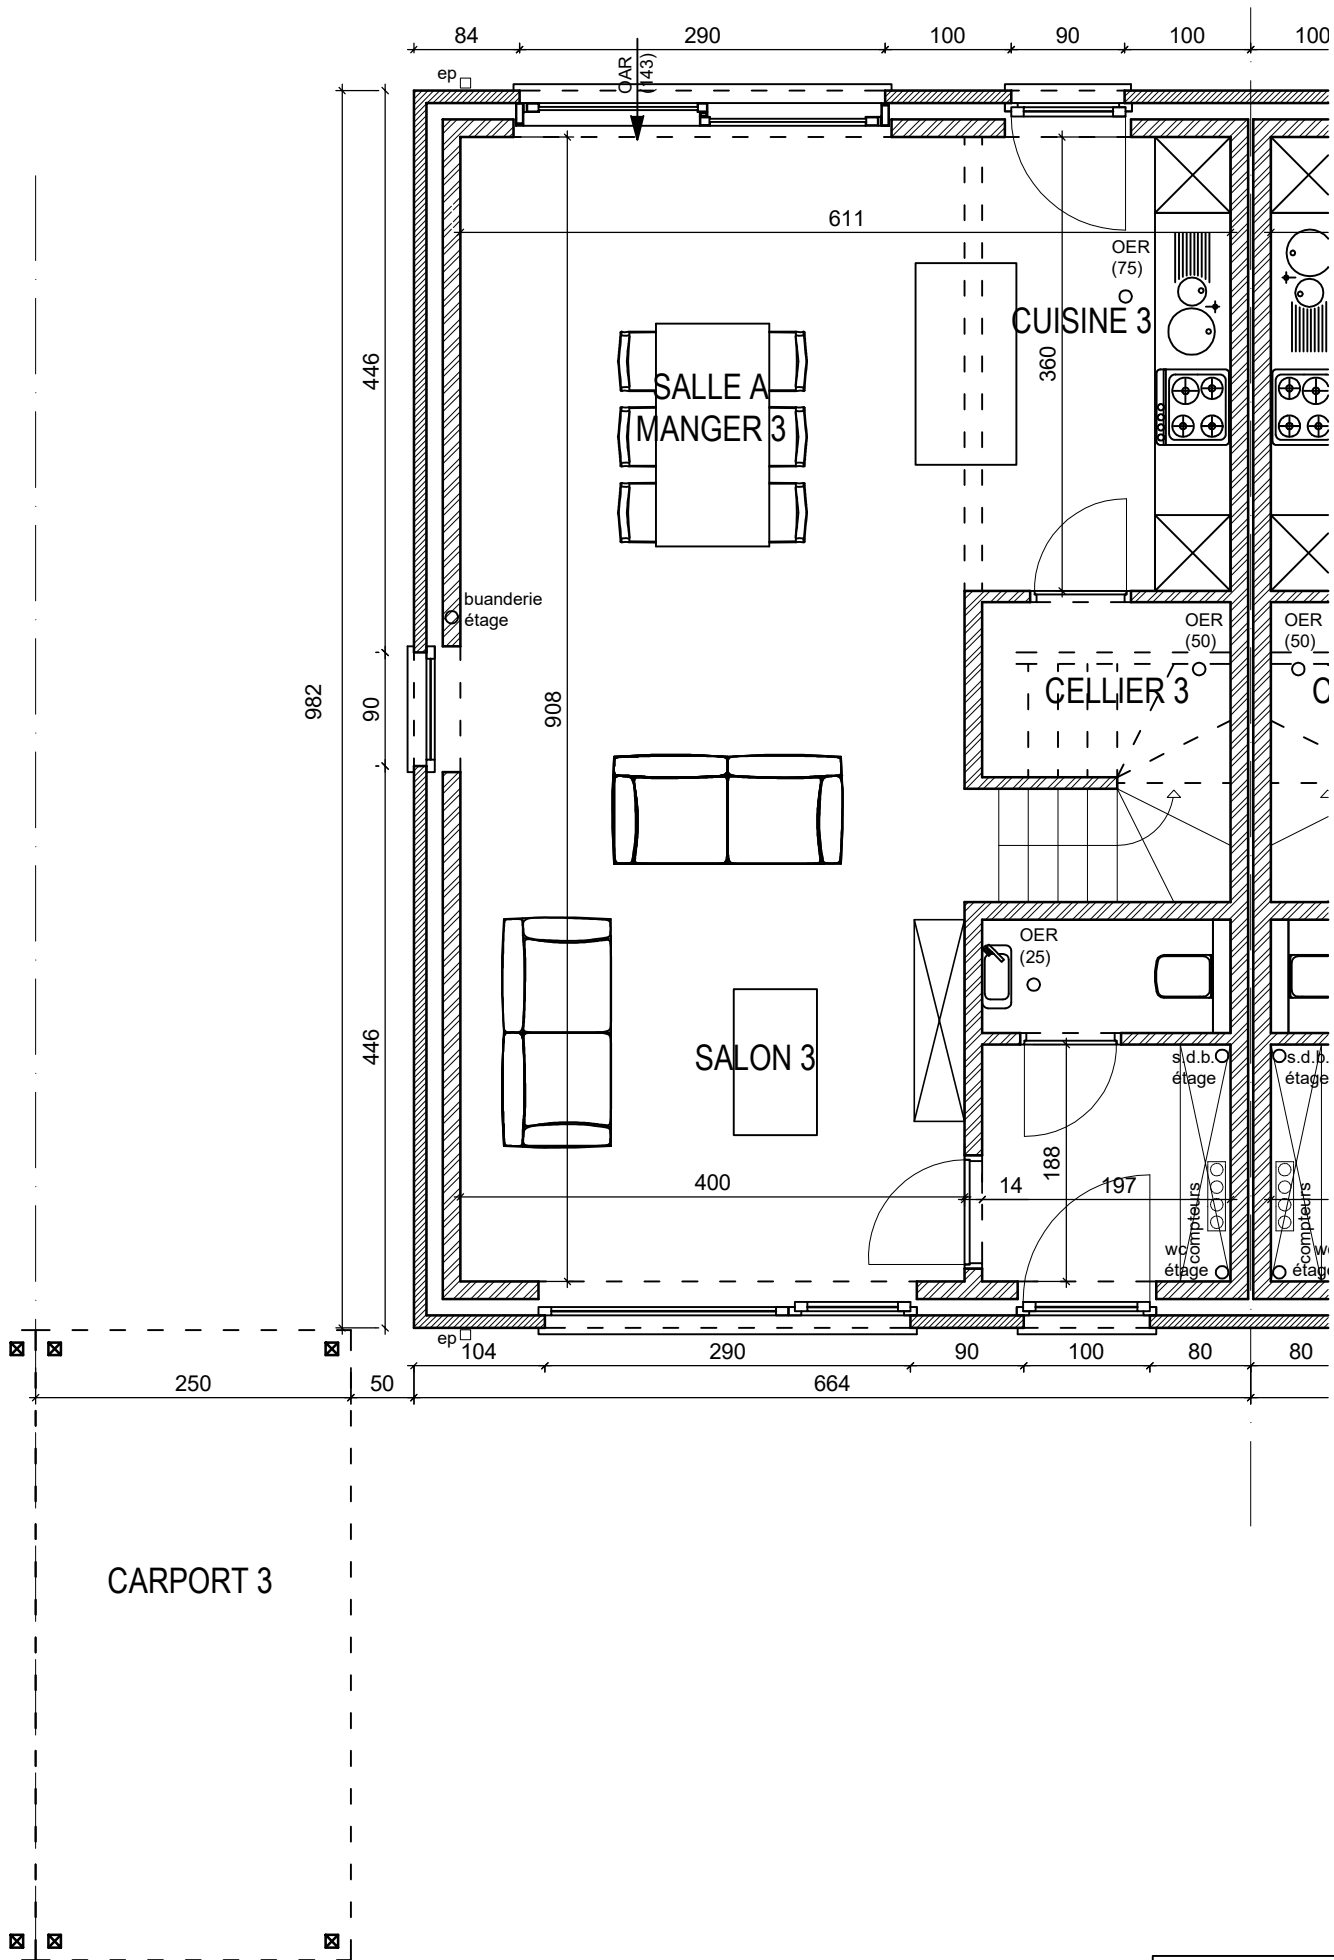 84
290
100
90
100
100
ep
OAR
(143)
611
OER
(75)
CUISINE 3
360
446
SALLE A
MANGER 3
buanderie
étage
OER
(50)
OER
(50)
982
90
908
CELLIER 3
C
OER
(25)
446
SALON 3
s.d.b.
étage
s.d.b.
étage
188
400
14
197
compteurs
compteurs
wc
étage
wc
étage
ep
104
290
90
100
80
80
250
50
664
CARPORT 3